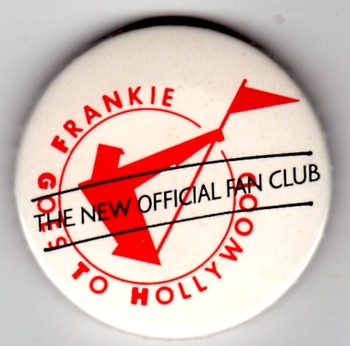 FRANKIE GOES TO HOLLYWOOD
THE NEW OFFICIAL FAN CLUB